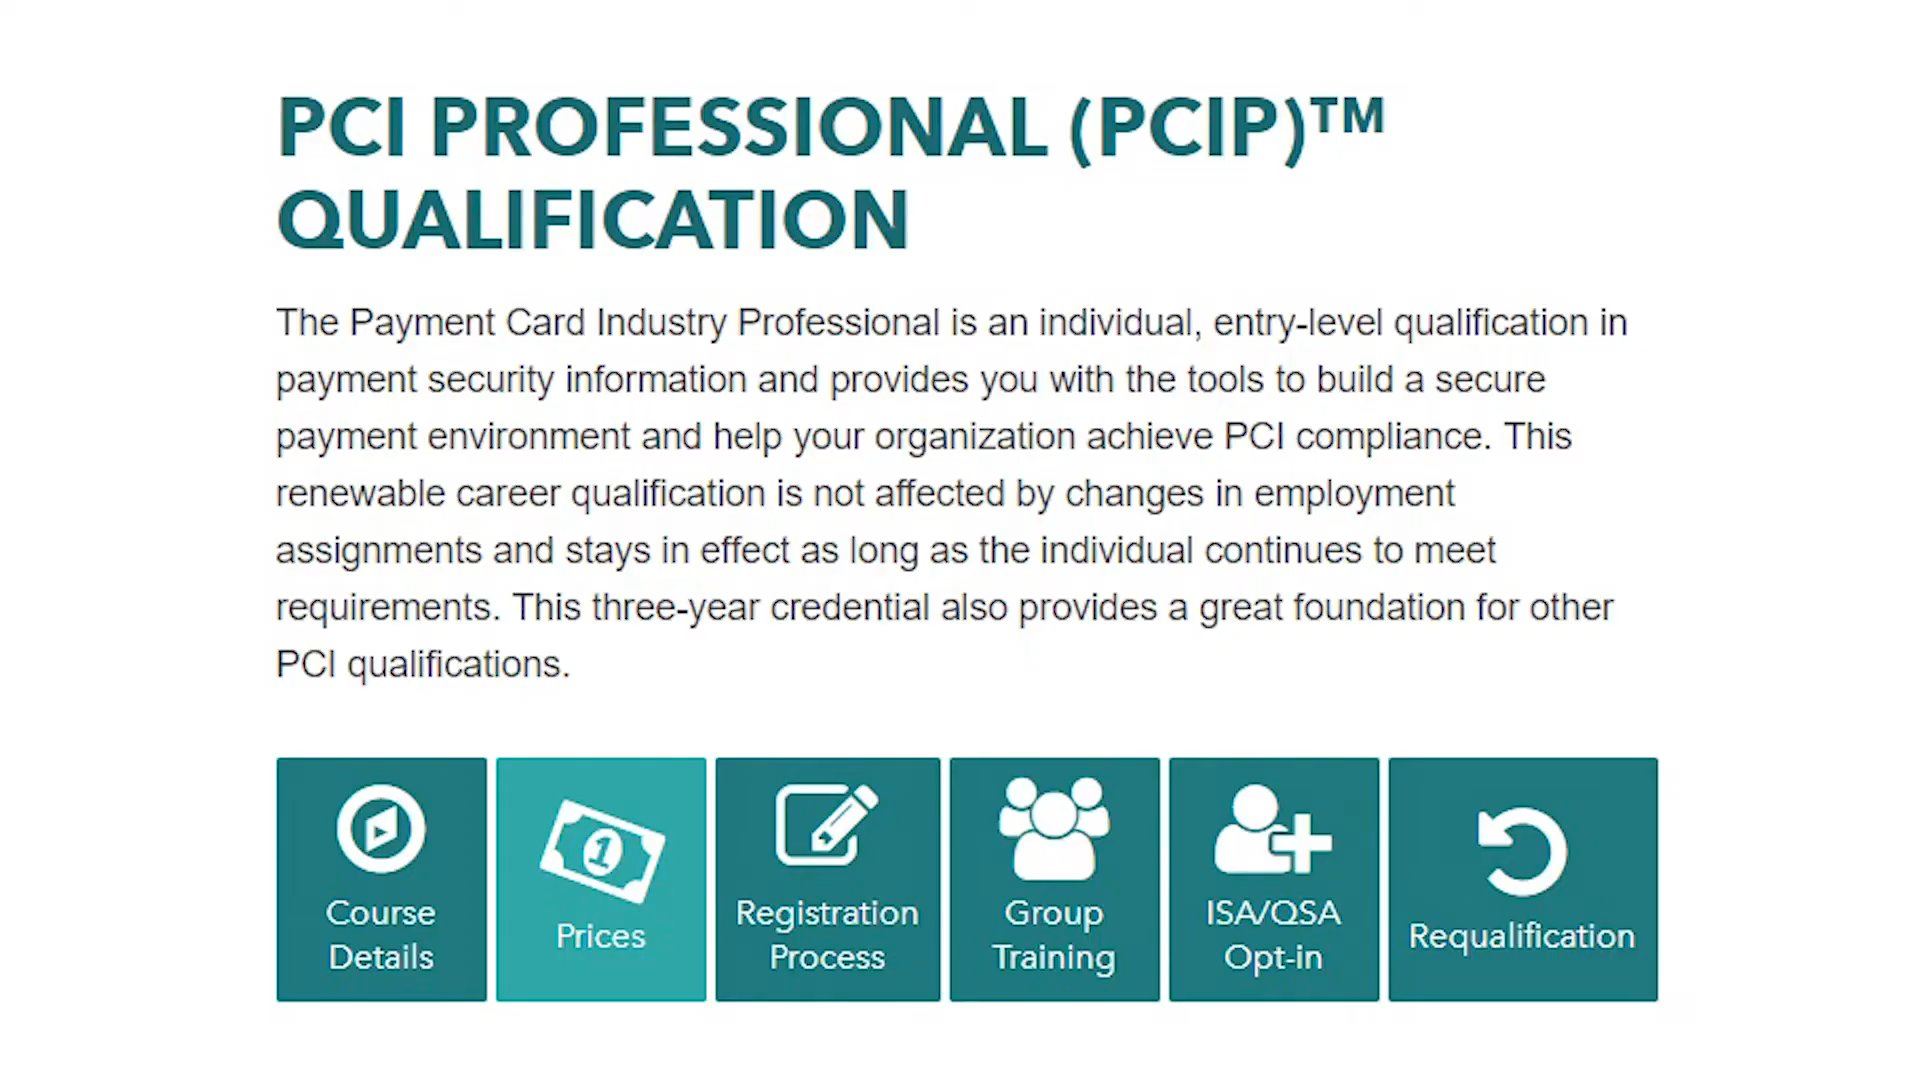 PCI PROFESSIONAL (PCIP)™
QUALIFICATION
The Payment Card Industry Professional is an individual, entry-level qualification in
payment security information and provides you with the tools to build a secure
payment environment and help your organization achieve PCI compliance. This
renewable career qualification is not affected by changes in employment
assignments and stays in effect as long as the individual continues to meet
requirements. This three-year credential also provides a great foundation for other
PCI qualifications.
Course
Details
1
Prices
Registration
Process
Group
Training
ISA/QSA
Opt-in
Requalification